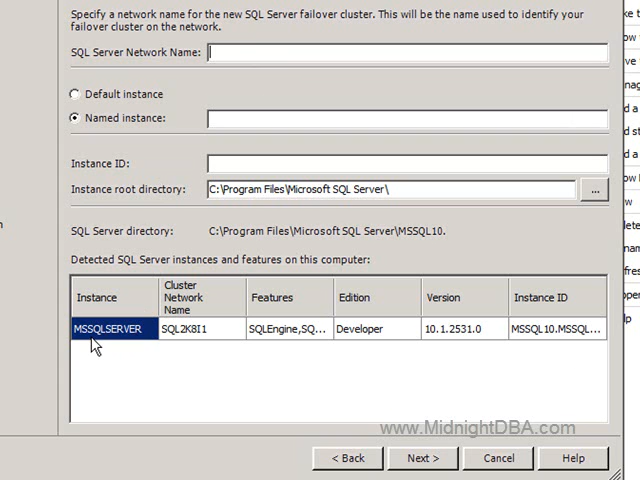 Specify a network name for the new SQL Server failover cluster. This will be the name used to identify your
failover cluster on the network.
SQL Server Network Name:
Default instance
Named instance:
Instance ID:
Instance root directory: C:\Program Files\Microsoft SQL Server\ ...
SQL Server directory: C:\Program Files\Microsoft SQL Server\MSSQL10.
Detected SQL Server instances and features on this computer:
Instance Cluster Network Name Features Edition Version Instance ID
MSSQLSERVER SQL2K8I1 SQLEngine,SQ... Developer 10.1.2531.0 MSSQL10.MSSQL...
www.MidnightDBA.com
< Back Next > Cancel Help